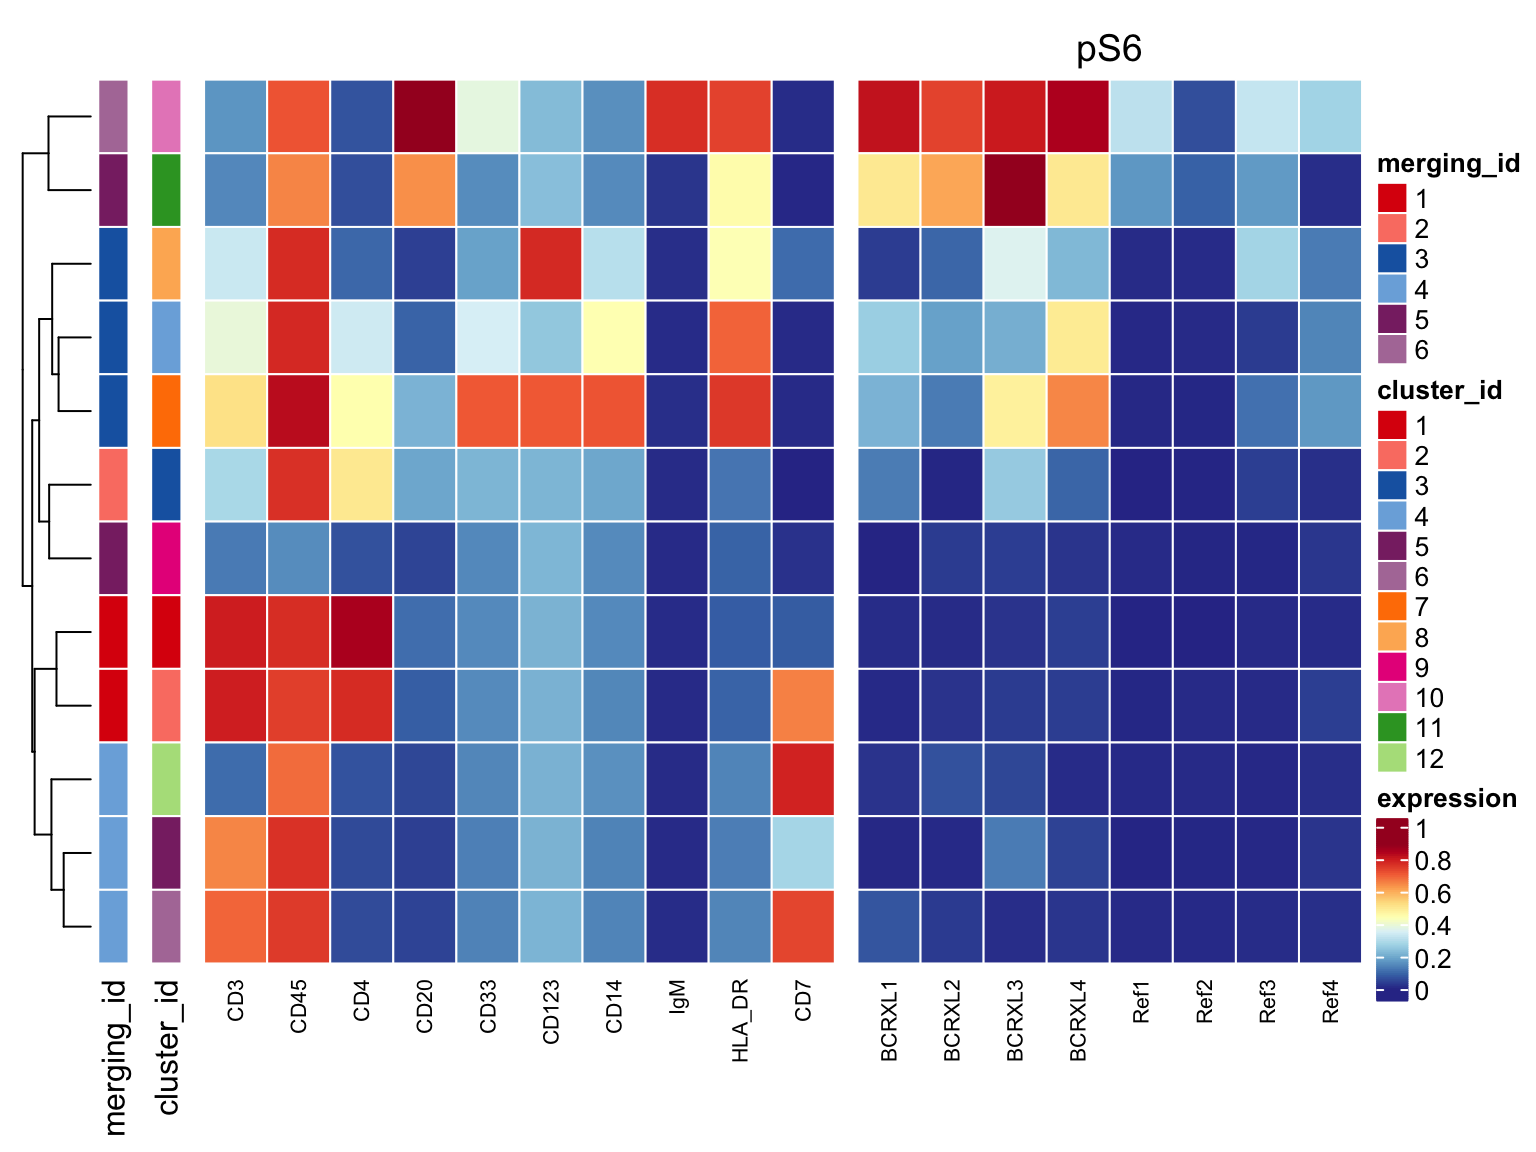 pS6
merging_id
1
2
3
4
5
6
cluster_id
1
2
3
4
5
6
7
8
9
10
11
12
expression
1
0.8
0.6
0.4
0.2
0
merging_id
cluster_id
CD3
CD45
CD4
CD20
CD33
CD123
CD14
IgM
HLA_DR
CD7
BCRXL1
BCRXL2
BCRXL3
BCRXL4
Ref1
Ref2
Ref3
Ref4